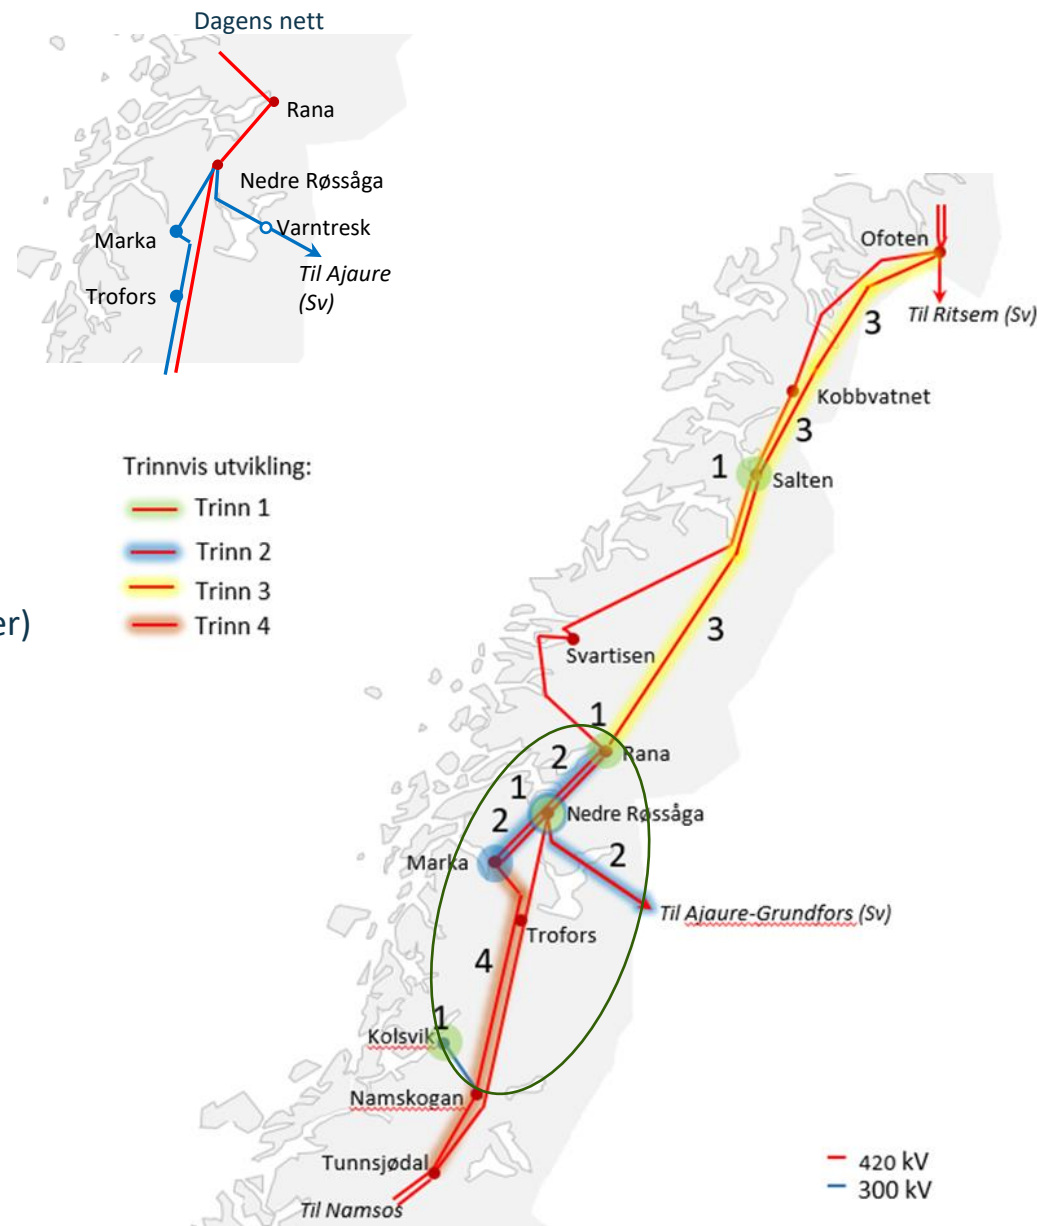 Dagens nett
Rana
Nedre Røssåga
Varntresk
Marka
Til Ajaure
(Sv)
Trofors
Ofoten
Til Ritsem (Sv)
3
Kobbvatnet
3
1
Salten
Trinnvis utvikling:
Trinn 1
Trinn 2
Trinn 3
Trinn 4
er)
3
Svartisen
1
Rana
2
1
Nedre Røssåga
2
2
Marka
Til Ajaure-Grundfors (Sv)
Trofors
4
1
Kolsvik
Namskogan
Tunnsjødal
Til Namsos
420 kV
300 kV